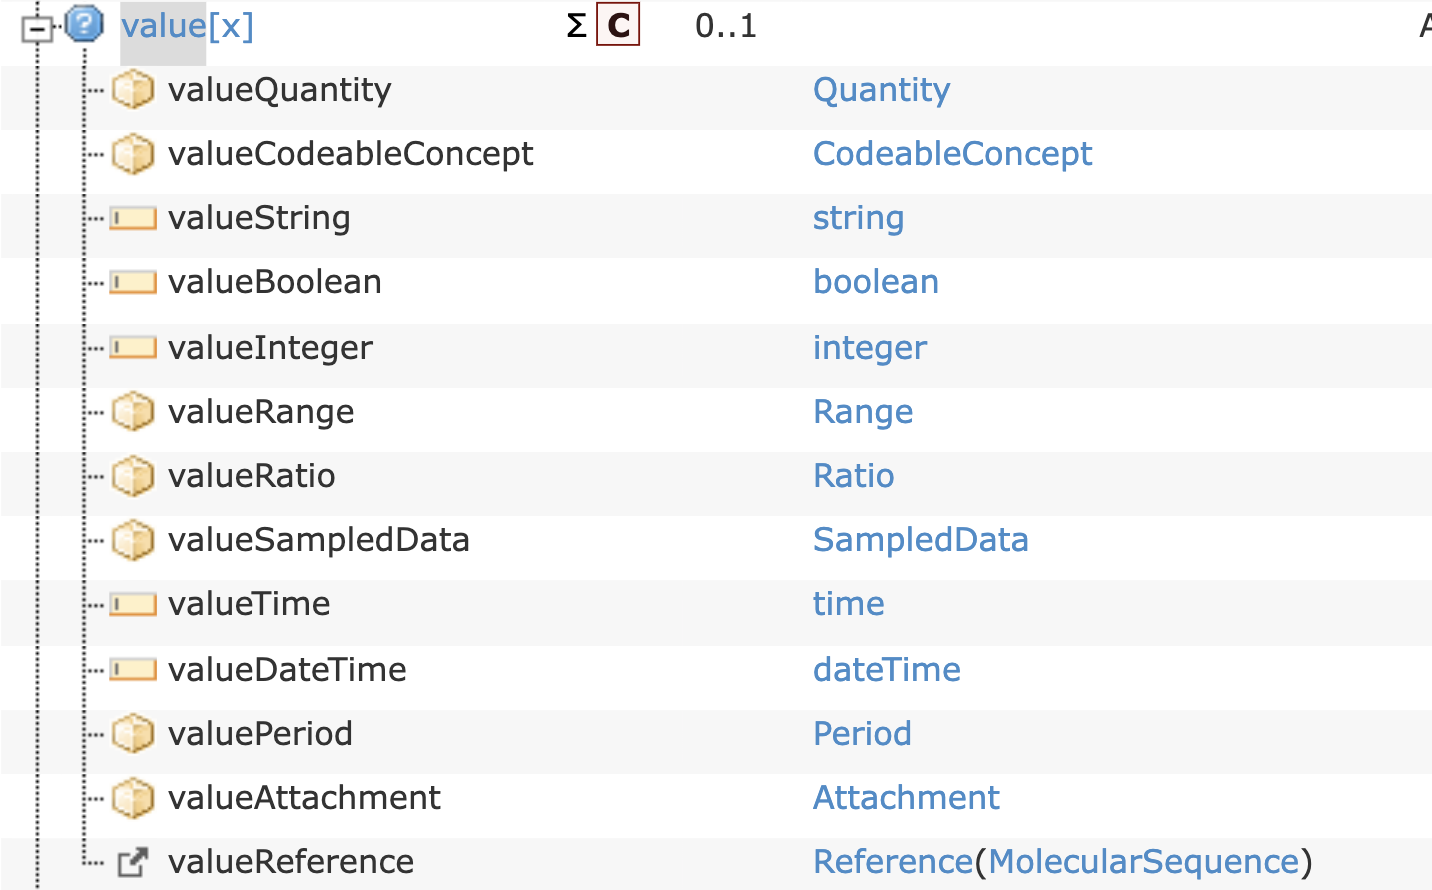 value[x] Σ C 0..1 A
valueQuantity Quantity
valueCodeableConcept CodeableConcept
valueString string
valueBoolean boolean
valueInteger integer
valueRange Range
valueRatio Ratio
valueSampledData SampledData
valueTime time
valueDateTime dateTime
valuePeriod Period
valueAttachment Attachment
valueReference Reference(MolecularSequence)